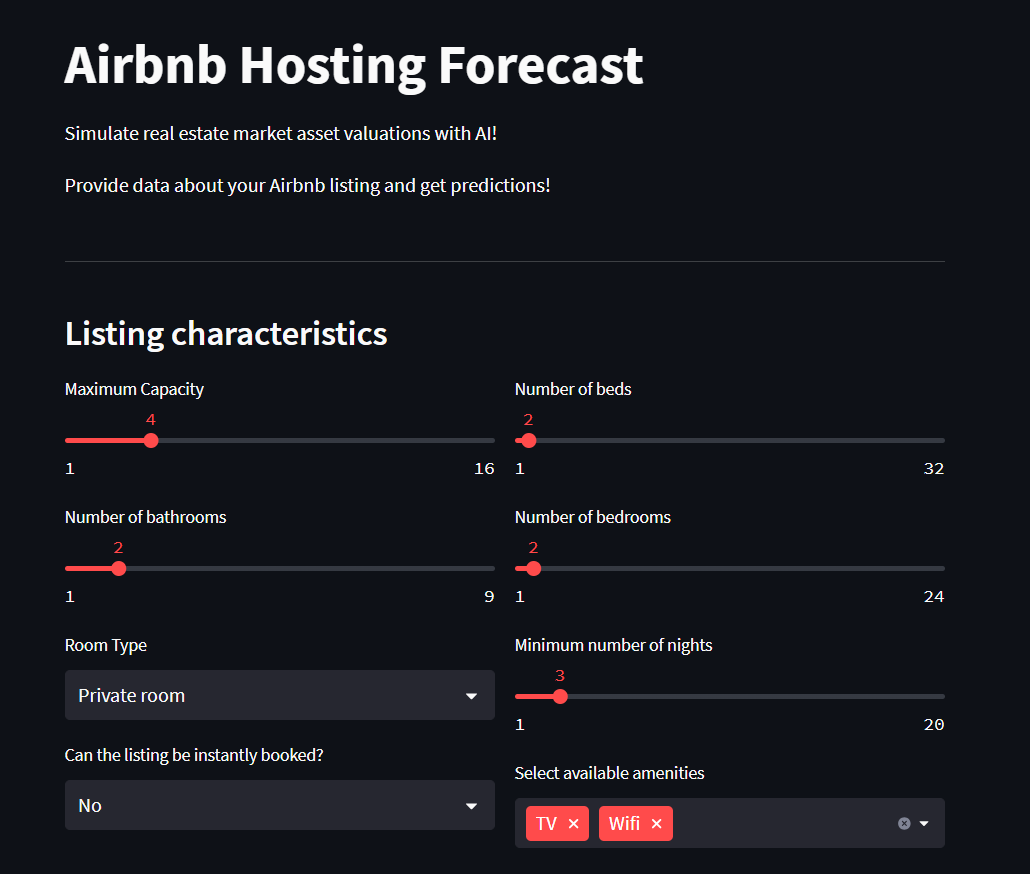 Airbnb Hosting Forecast
Simulate real estate market asset valuations with AI!
Provide data about your Airbnb listing and get predictions!
Listing characteristics
Maximum Capacity
4
1 16
Number of beds
2
1 32
Number of bathrooms
2
1 9
Number of bedrooms
2
1 24
Room Type
Private room
Minimum number of nights
3
1 20
Can the listing be instantly booked?
No
Select available amenities
TV × Wifi ×